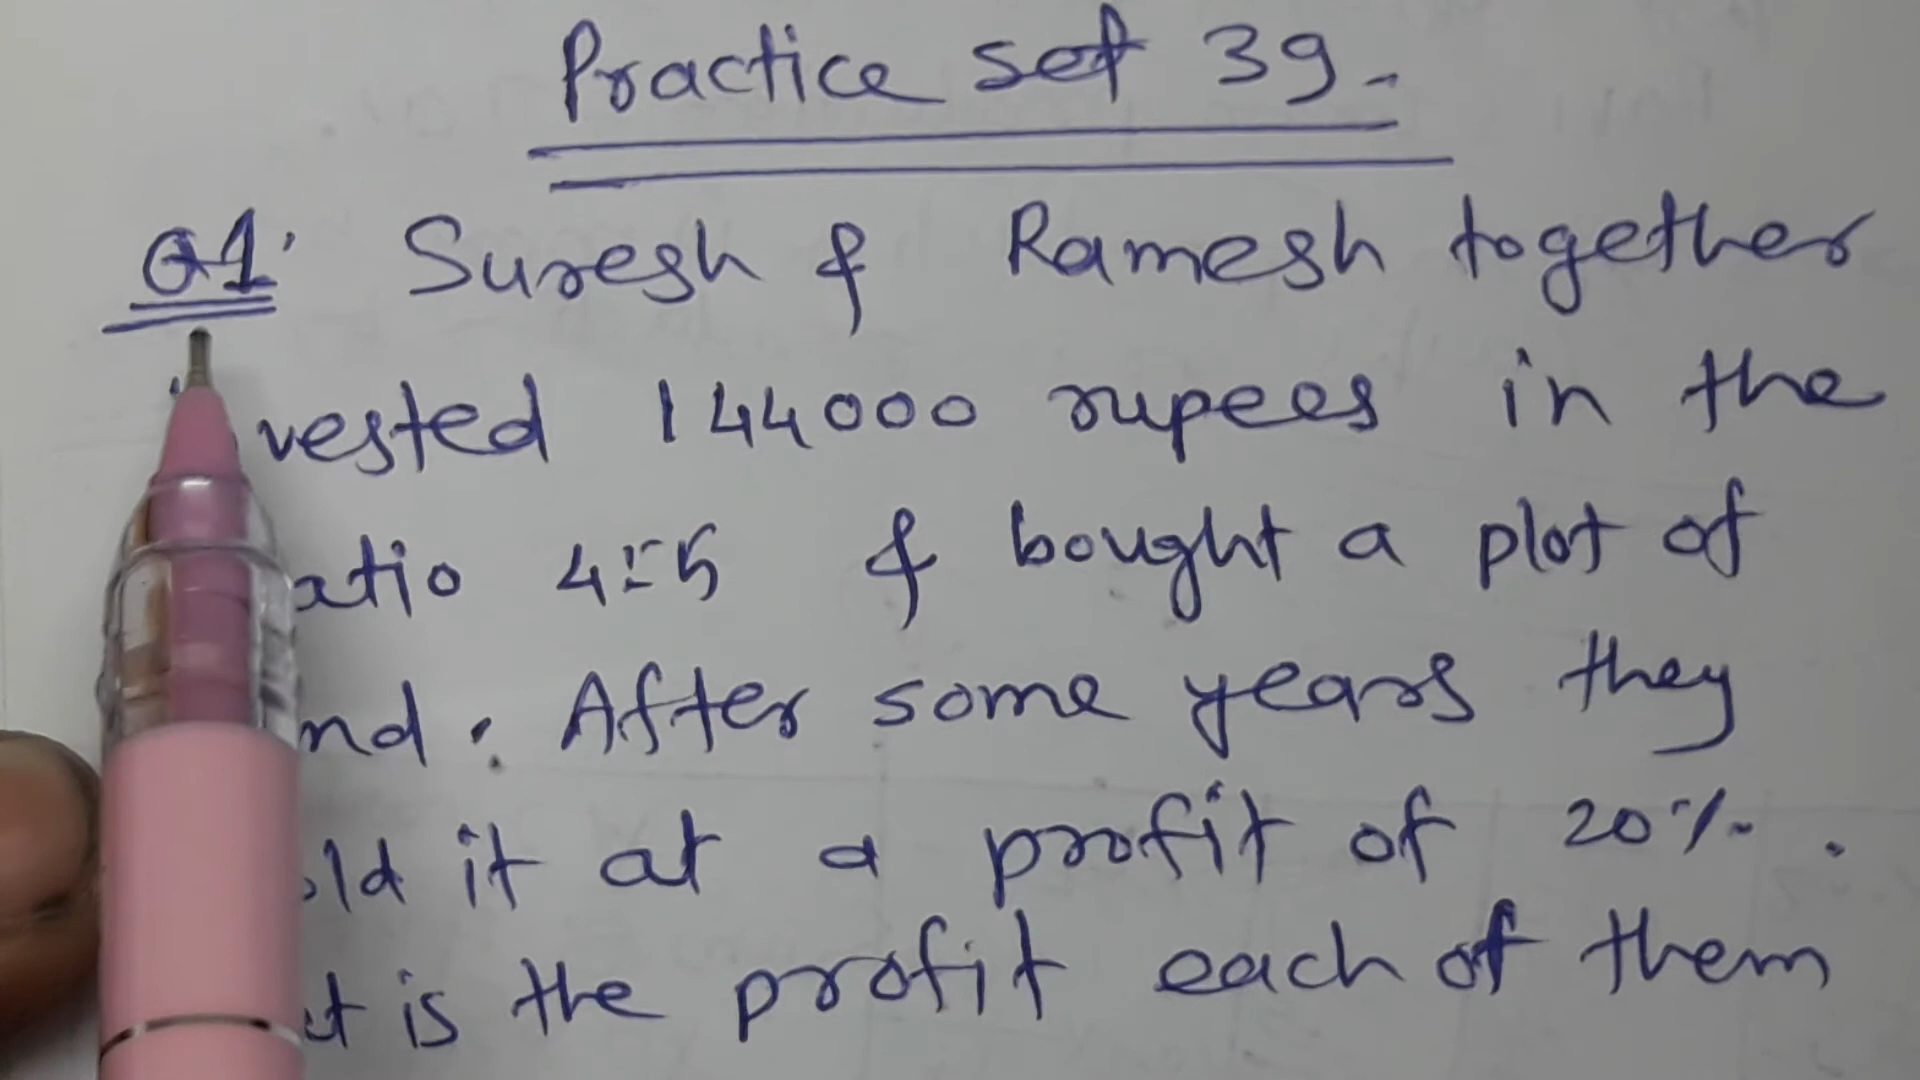 Practice set 39.
Q1. Suresh & Ramesh together
vested 144000 rupees in the
atio 4:5 & bought a plot of
nd. After some years they
ld it at a profit of 20%.
is the profit each of them